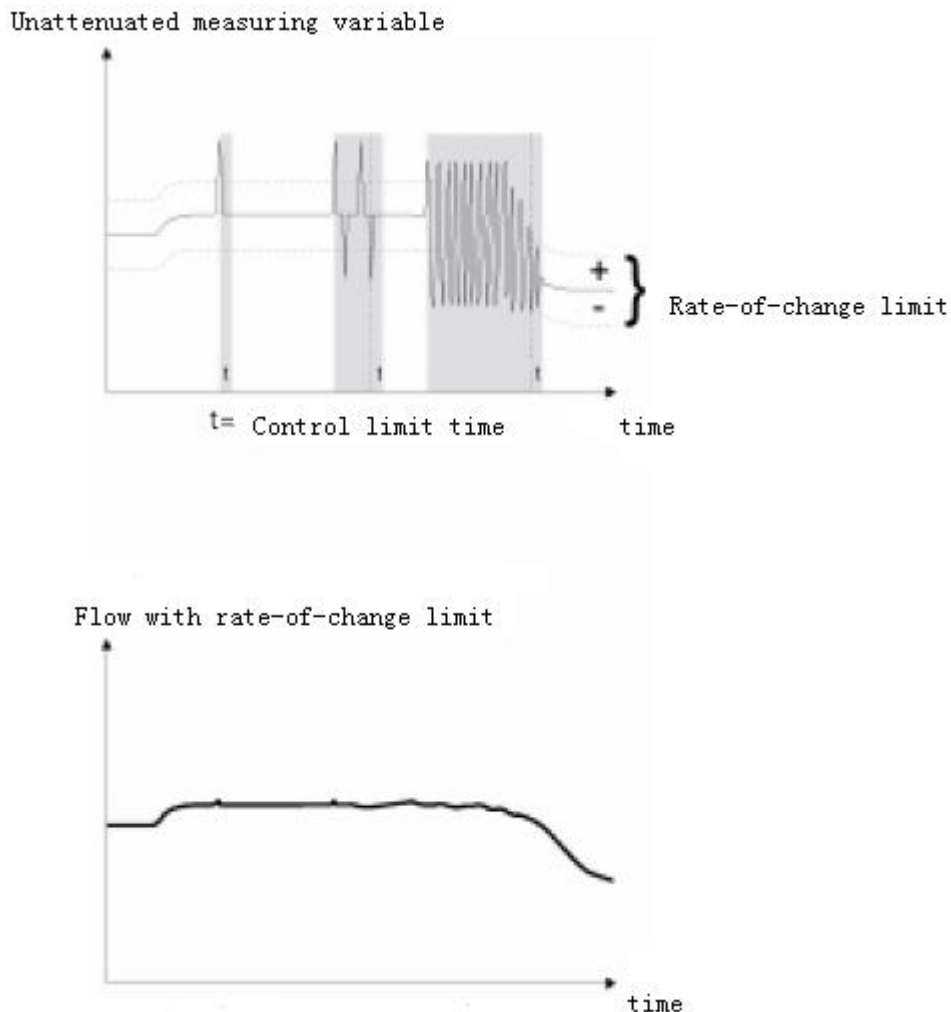 Unattenuated measuring variable
+
-
Rate-of-change limit
t
t
t
t= Control limit time
time
Flow with rate-of-change limit
time